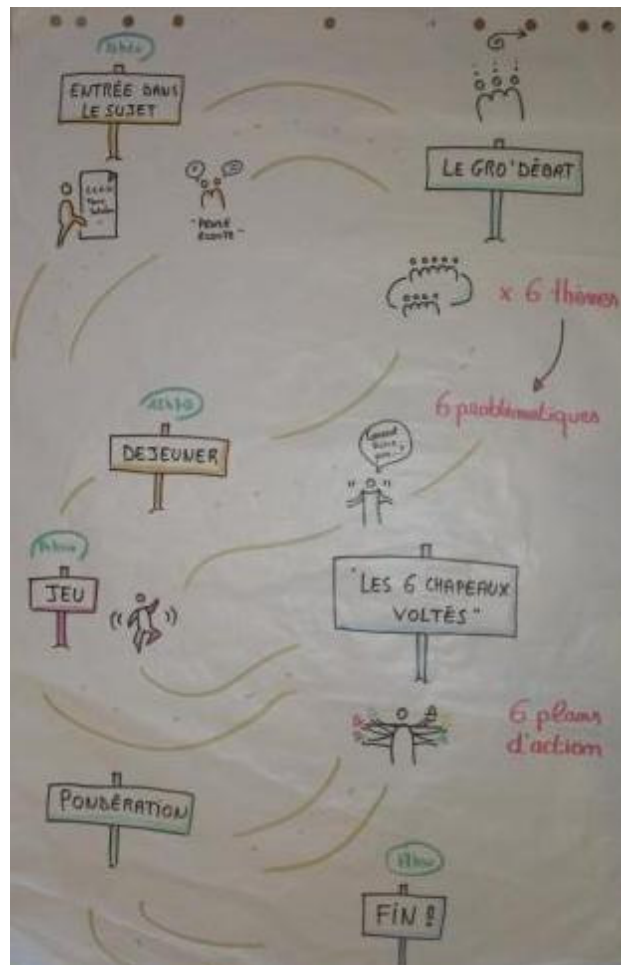 ENTRÉE DANS
LE SUJET
LE GRO'DÉBAT
x 6 thèmes
6 problématiques
12h30
DEJEUNER
JEU
"LES 6 CHAPEAUX
VOLTÉS"
6 plans
d'action
PONDÉRATION
FIN !